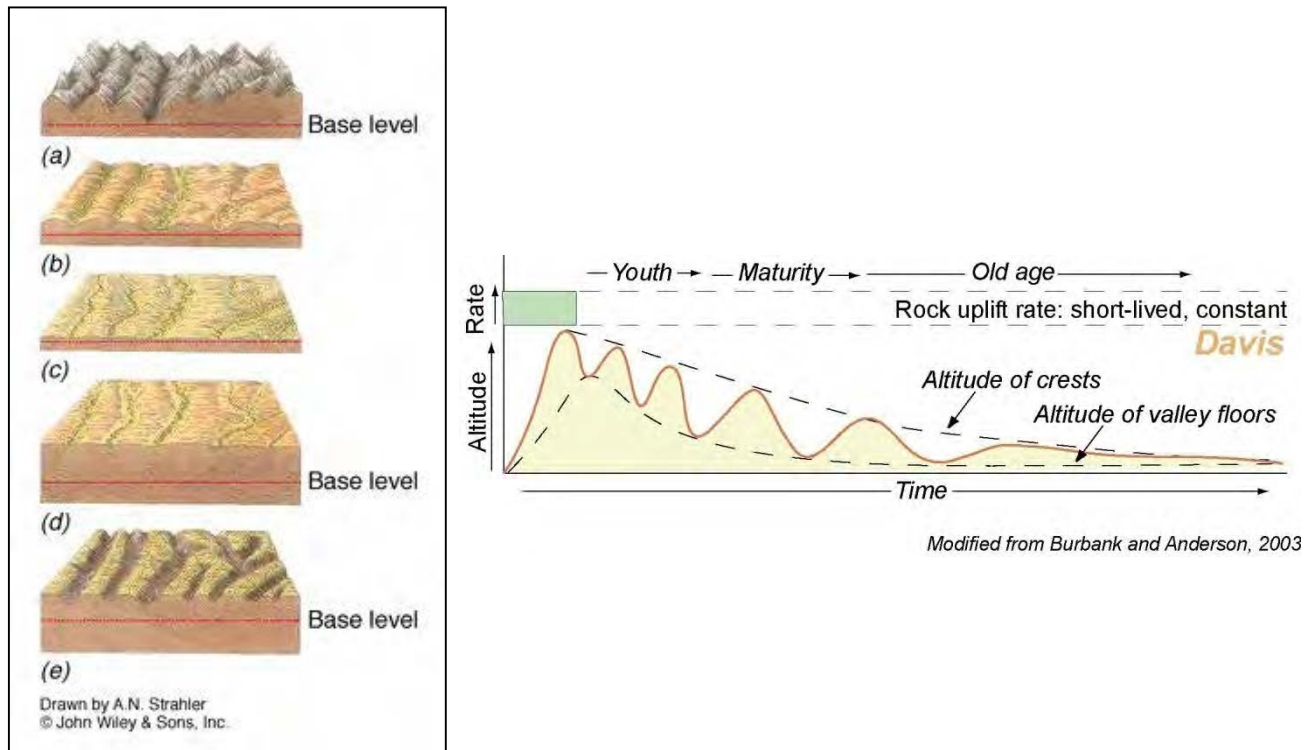 Base level
(a)
(b)
(c)
Base level
(d)
Base level
(e)
Drawn by A.N. Strahler
© John Wiley & Sons, Inc.
Youth
Maturity
Old age
Rate
Rock uplift rate: short-lived, constant
Davis
Altitude
Altitude of crests
Altitude of valley floors
Time
Modified from Burbank and Anderson, 2003